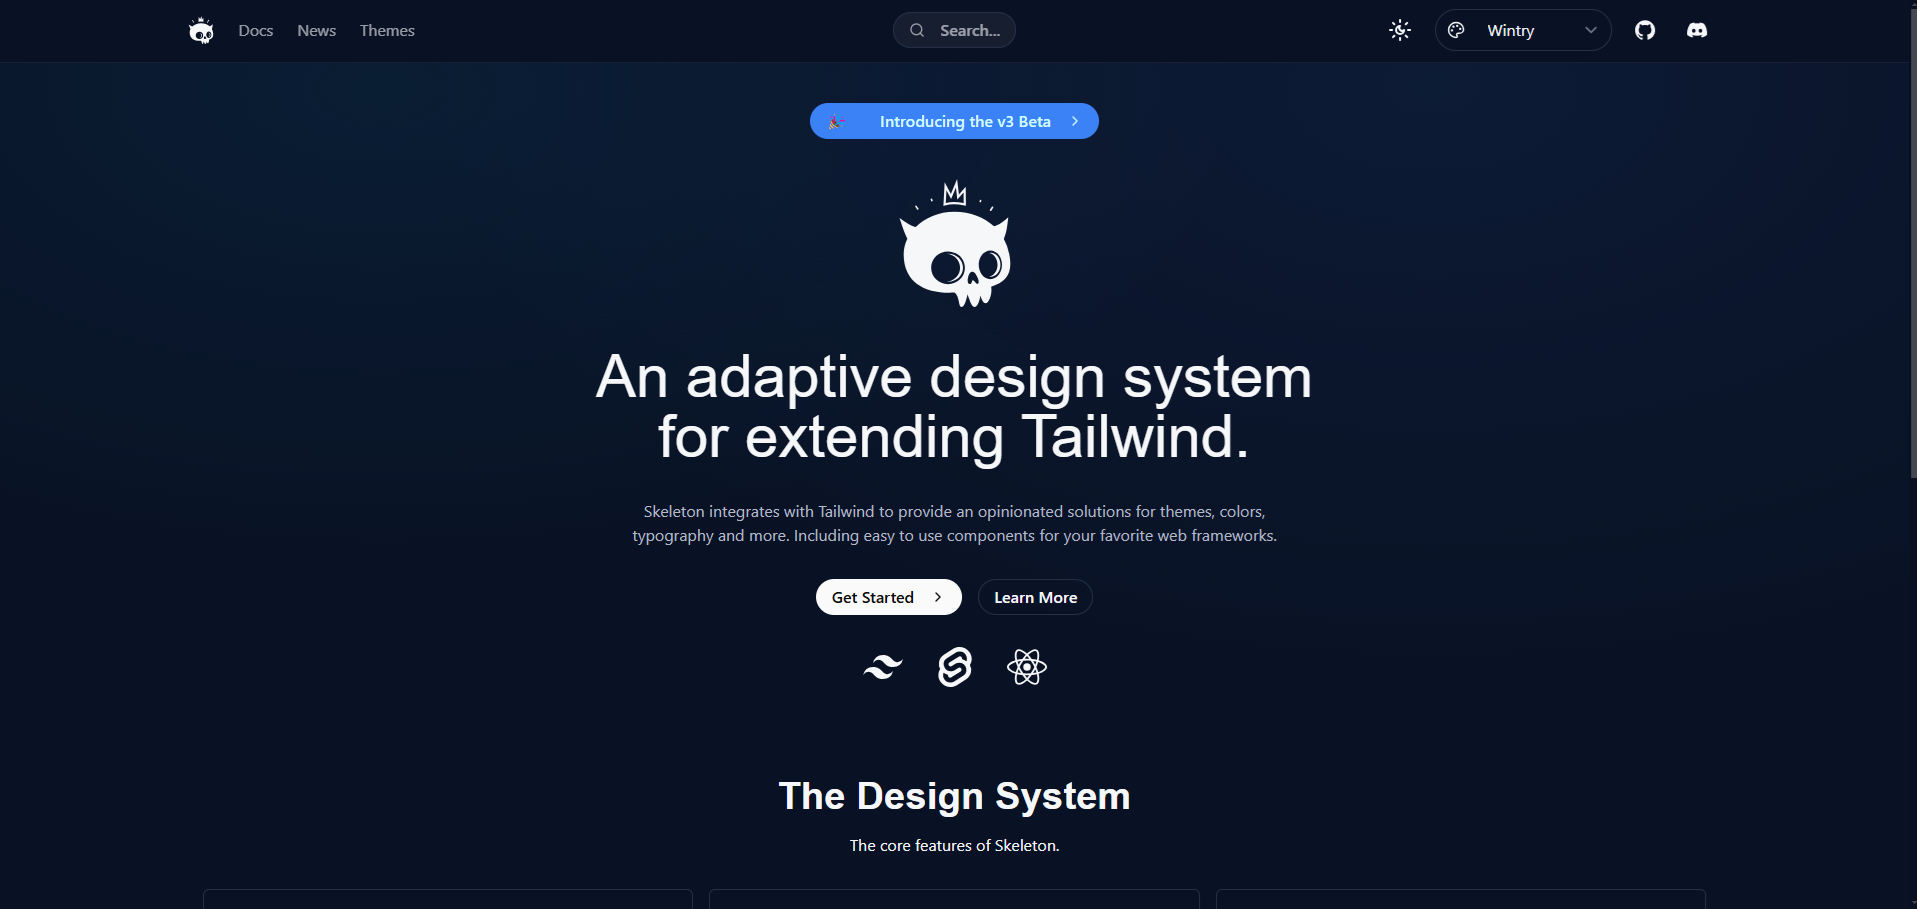 Docs News Themes Search... Wintry
Introducing the v3 Beta
An adaptive design system
for extending Tailwind.
Skeleton integrates with Tailwind to provide an opinionated solutions for themes, colors,
typography and more. Including easy to use components for your favorite web frameworks.
Get Started Learn More
The Design System
The core features of Skeleton.